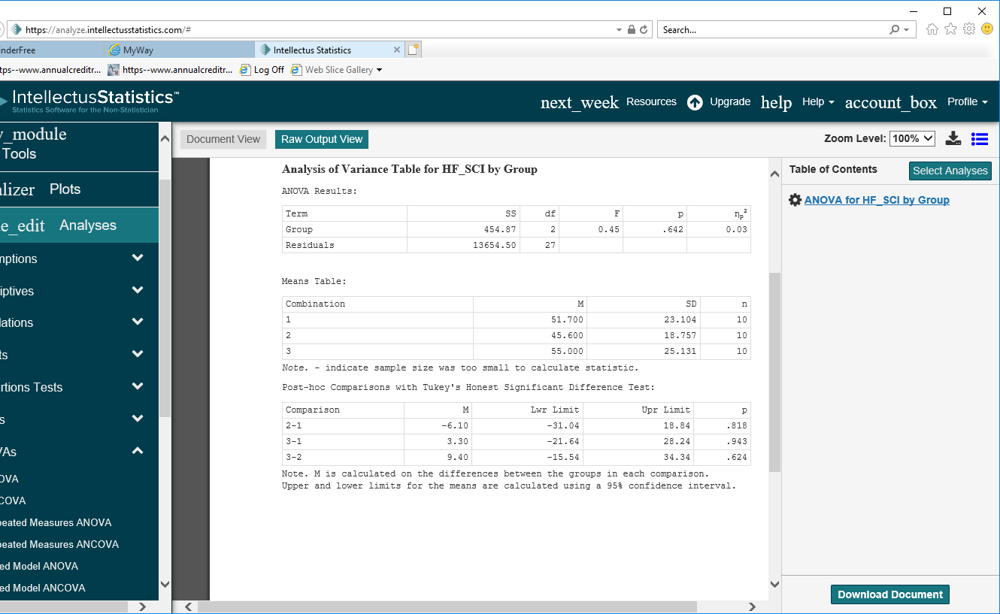 https://analyze.intellectusstatistics.com/#
Search...
nderFree
MyWay
Intellectus Statistics
tps--www.annualcreditr...
https--www.annualcreditr...
Log Off
Web Slice Gallery
IntellectusStatistics™
Statistics Software for the Non-Statistician
next_week Resources
Upgrade
help Help
account_box Profile
_module
Tools
lizer Plots
e_edit Analyses
mptions
iptives
lations
ts
rtions Tests
s
VAs
OVA
COVA
peated Measures ANOVA
peated Measures ANCOVA
ed Model ANOVA
ed Model ANCOVA
Document View
Raw Output View
Zoom Level: 100%
Analysis of Variance Table for HF_SCI by Group
ANOVA Results:
Term SS df F p ηp²
Group 454.87 2 0.45 .642 0.03
Residuals 13654.50 27
Means Table:
Combination M SD n
1 51.700 23.104 10
2 45.600 18.757 10
3 55.000 25.131 10
Note. - indicate sample size was too small to calculate statistic.
Post-hoc Comparisons with Tukey's Honest Significant Difference Test:
Comparison M Lwr Limit Upr Limit p
2-1 -6.10 -31.04 18.84 .818
3-1 3.30 -21.64 28.24 .943
3-2 9.40 -15.54 34.34 .624
Note. M is calculated on the differences between the groups in each comparison.
Upper and lower limits for the means are calculated using a 95% confidence interval.
Table of Contents
Select Analyses
ANOVA for HF_SCI by Group
Download Document